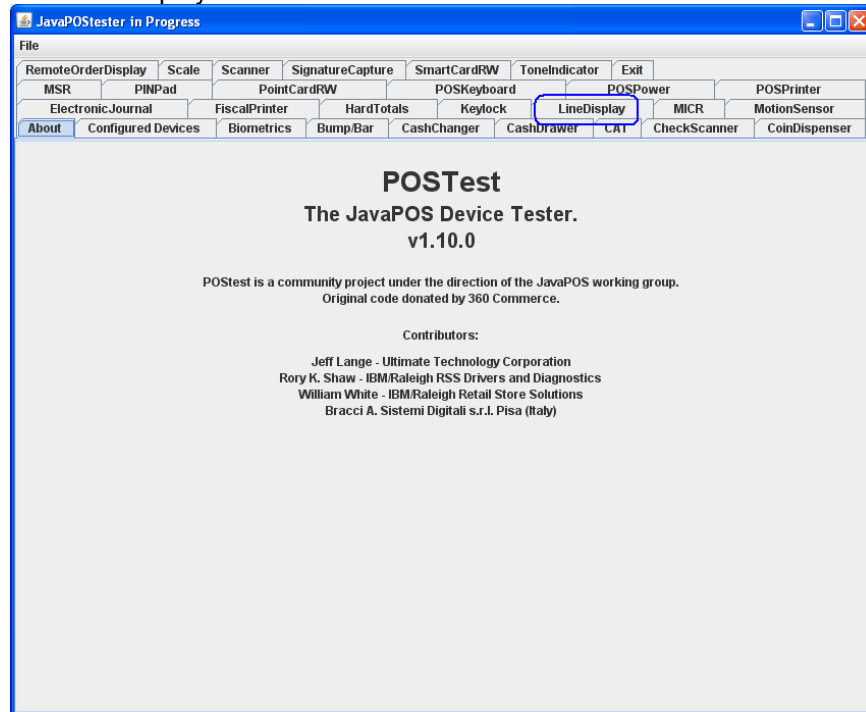 JavaPOStester in Progress
File
RemoteOrderDisplay Scale Scanner SignatureCapture SmartCardRW ToneIndicator Exit
MSR PINPad PointCardRW POSKeyboard POSPower POSPrinter
ElectronicJournal FiscalPrinter HardTotals Keylock LineDisplay MICR MotionSensor
About Configured Devices Biometrics Bump/Bar CashChanger CashDrawer CAT CheckScanner CoinDispenser
POSTest
The JavaPOS Device Tester.
v1.10.0
POStest is a community project under the direction of the JavaPOS working group.
Original code donated by 360 Commerce.
Contributors:
Jeff Lange - Ultimate Technology Corporation
Rory K. Shaw - IBM/Raleigh RSS Drivers and Diagnostics
William White - IBM/Raleigh Retail Store Solutions
Bracci A. Sistemi Digitali s.r.l. Pisa (Italy)